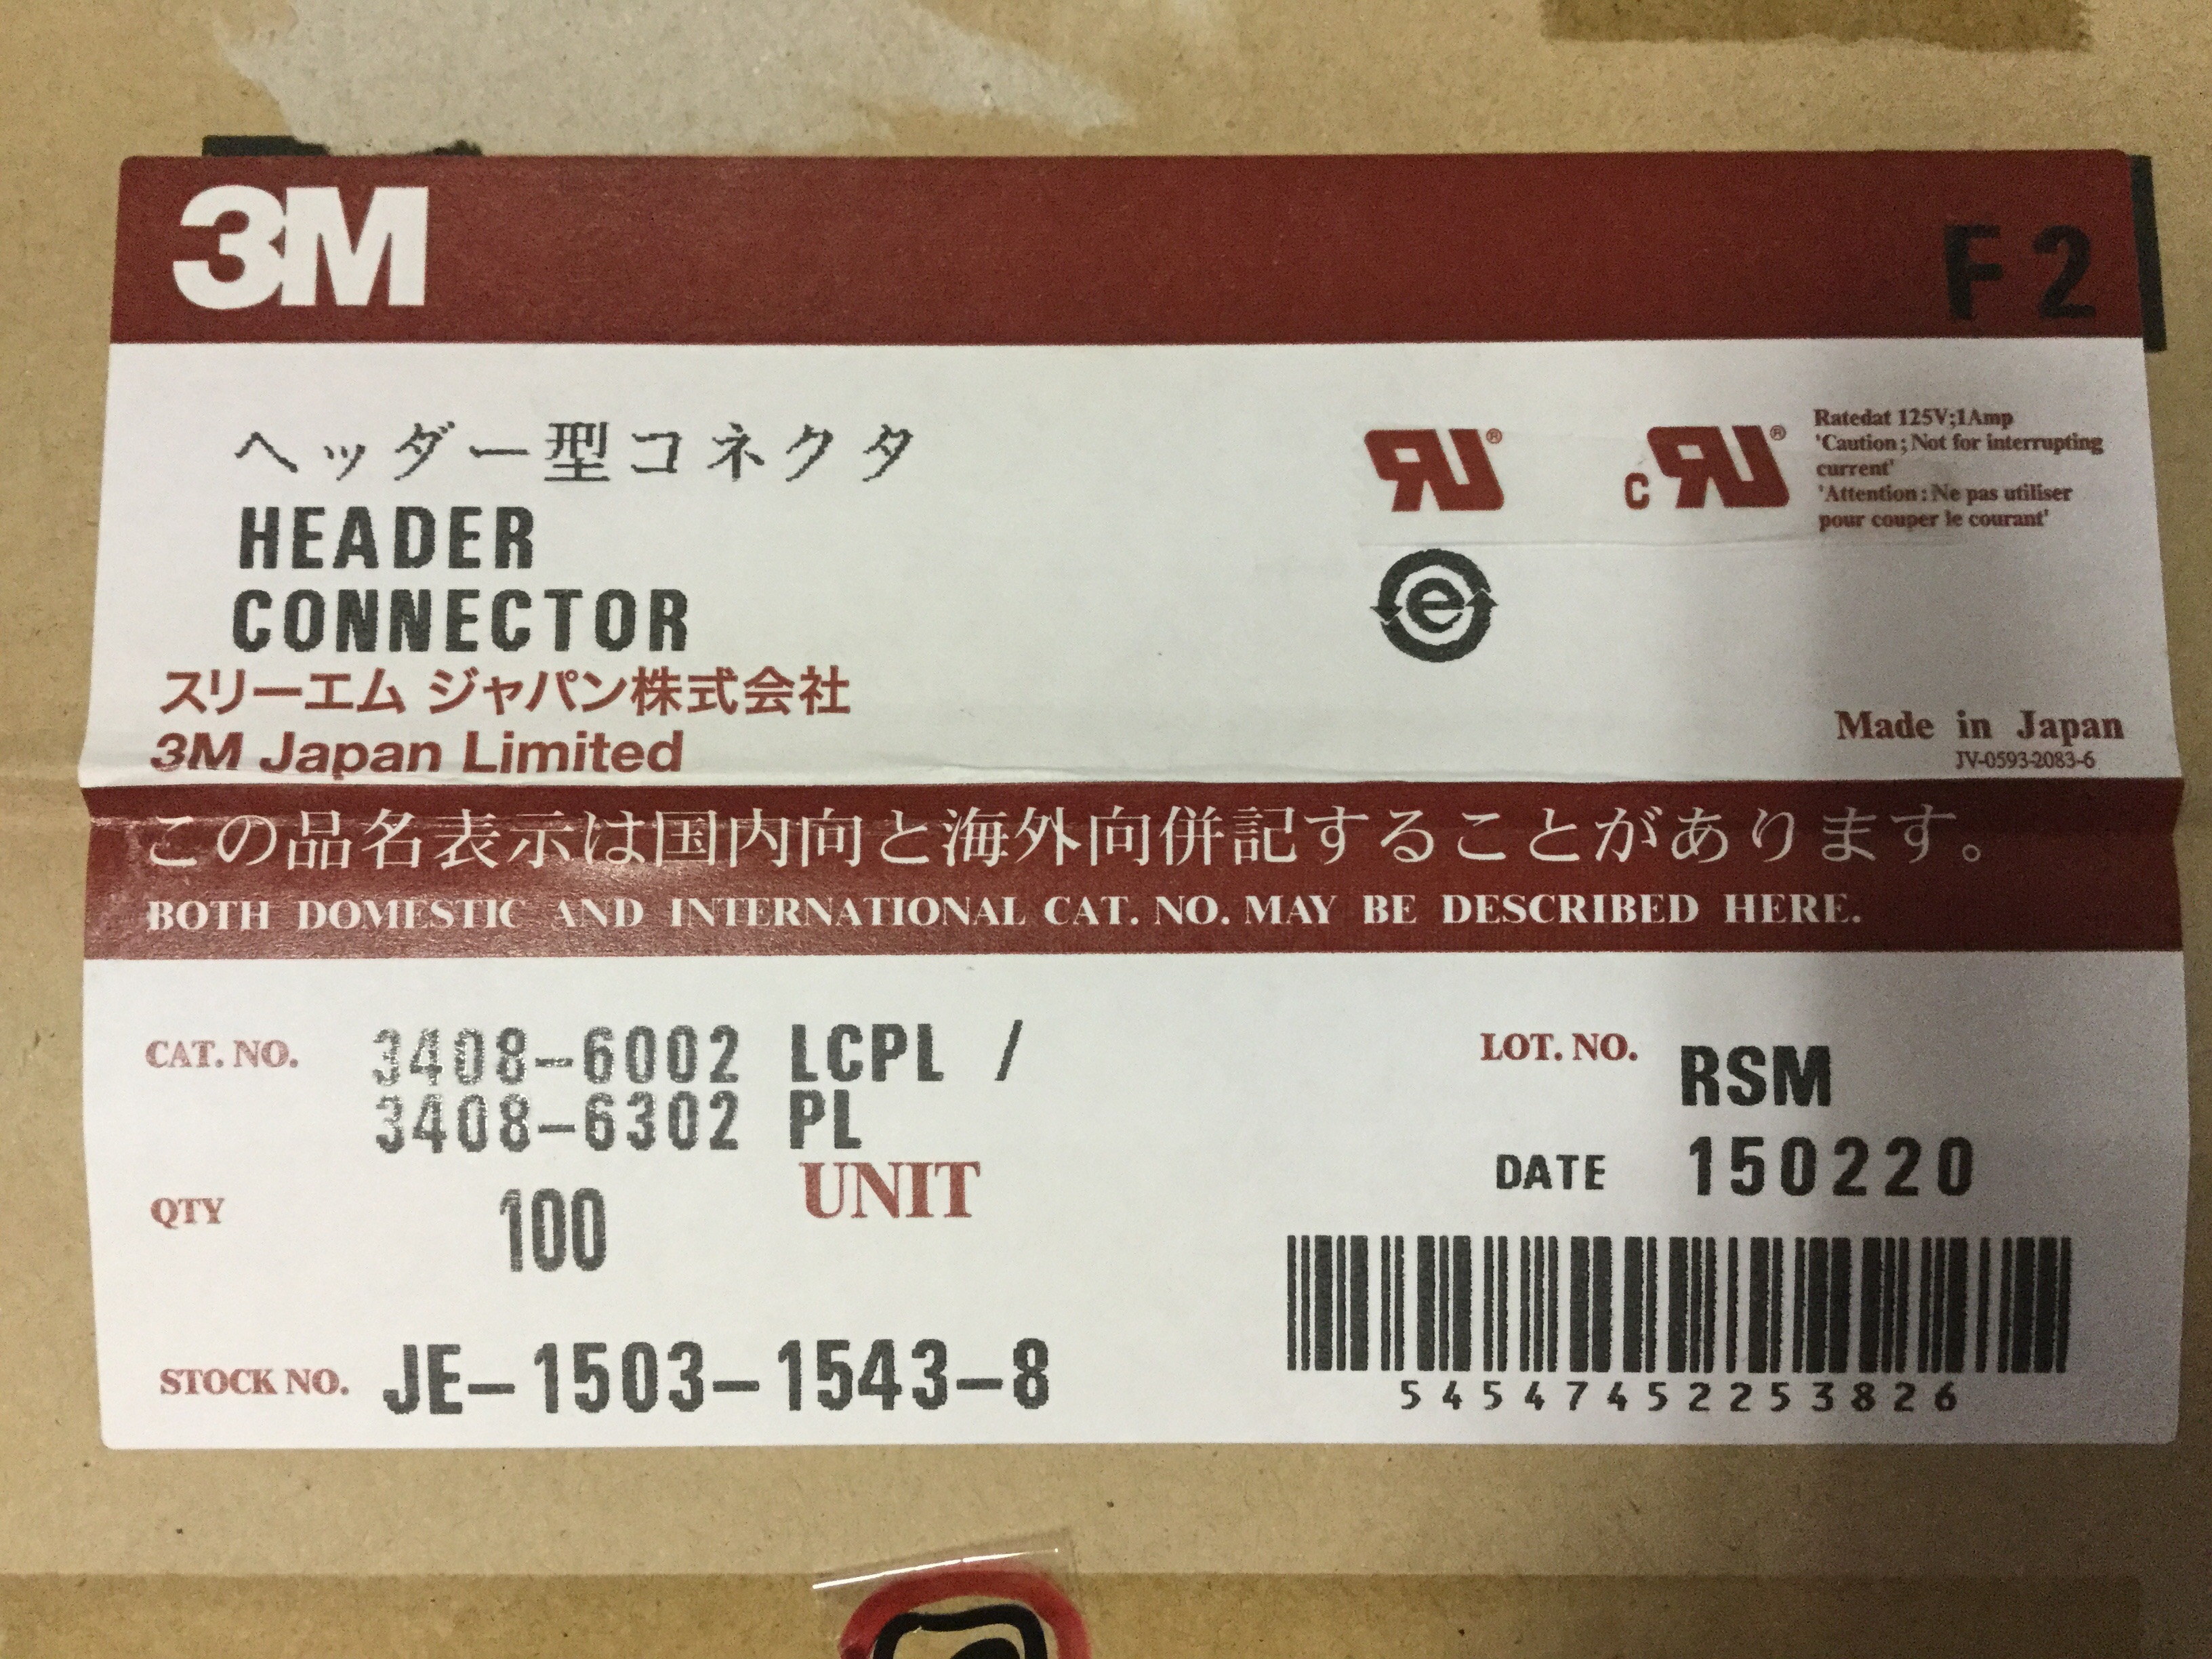 3M
F2
ヘッダー型コネクタ
HEADER
CONNECTOR
スリーエム ジャパン株式会社
3M Japan Limited
RU®
c RU®
Ratedat 125V;1Amp
'Caution; Not for interrupting
current'
'Attention: Ne pas utiliser
pour couper le courant'
e
Made in Japan
JV-0593-2083-6
この品名表示は国内向と海外向併記することがあります。
BOTH DOMESTIC AND INTERNATIONAL CAT. NO. MAY BE DESCRIBED HERE.
CAT. NO. 3408-6002 LCPL /
3408-6302 PL
QTY 100 UNIT
STOCK NO. JE-1503-1543-8
LOT. NO. RSM
DATE 150220
54547452253826